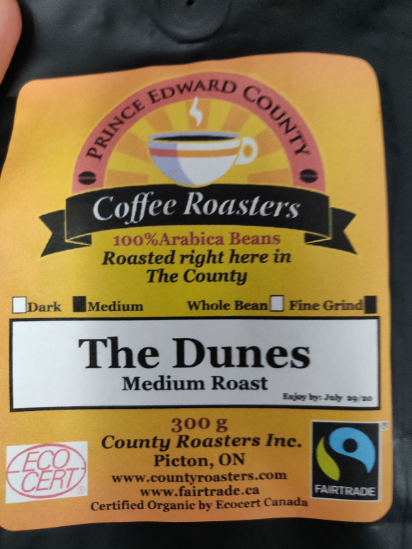 PRINCE EDWARD COUNTY
Coffee Roasters
100%Arabica Beans
Roasted right here in
The County
Dark Medium Whole Bean Fine Grind
The Dunes
Medium Roast
Enjoy by: July 29/20
300 g
County Roasters Inc.
Picton, ON
www.countyroasters.com
www.fairtrade.ca
Certified Organic by Ecocert Canada
ECO
CERT
FAIRTRADE